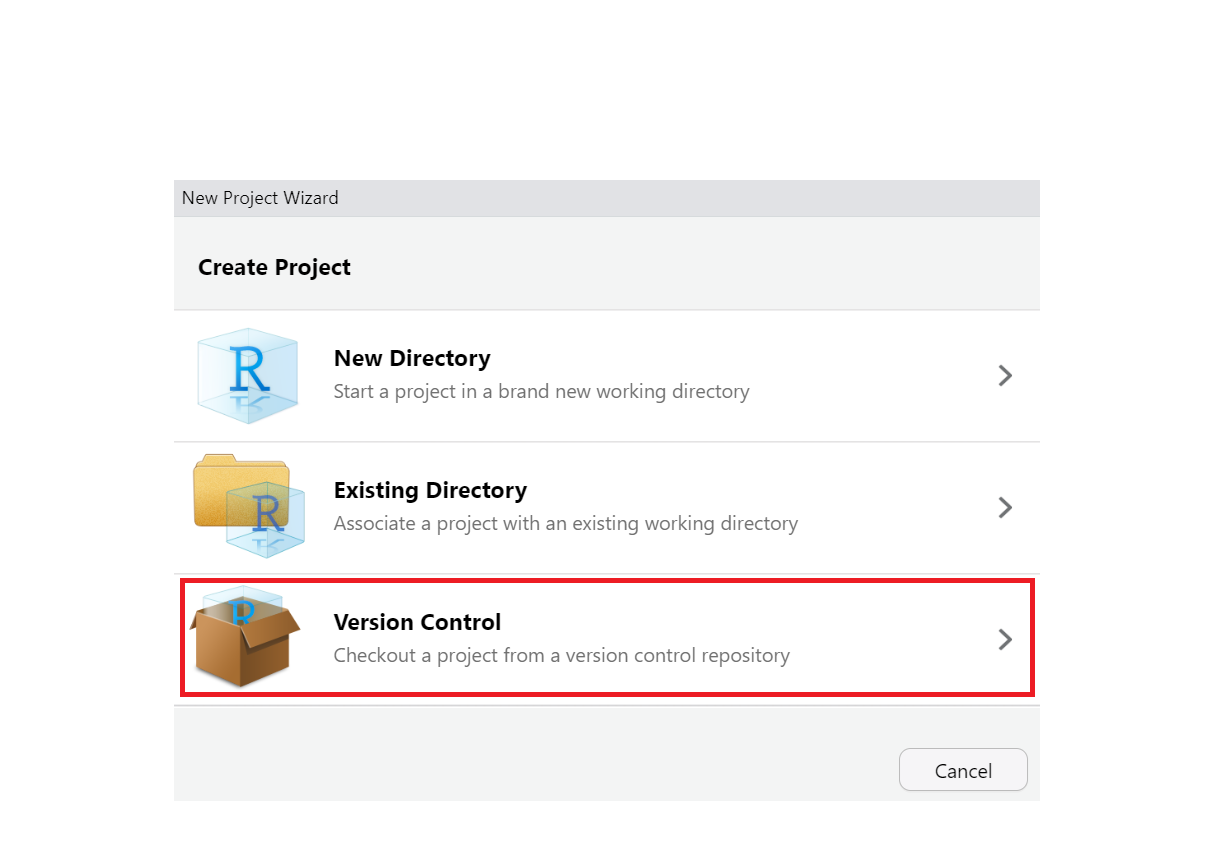 New Project Wizard
Create Project
R
New Directory
Start a project in a brand new working directory
R
Existing Directory
Associate a project with an existing working directory
R
Version Control
Checkout a project from a version control repository
Cancel